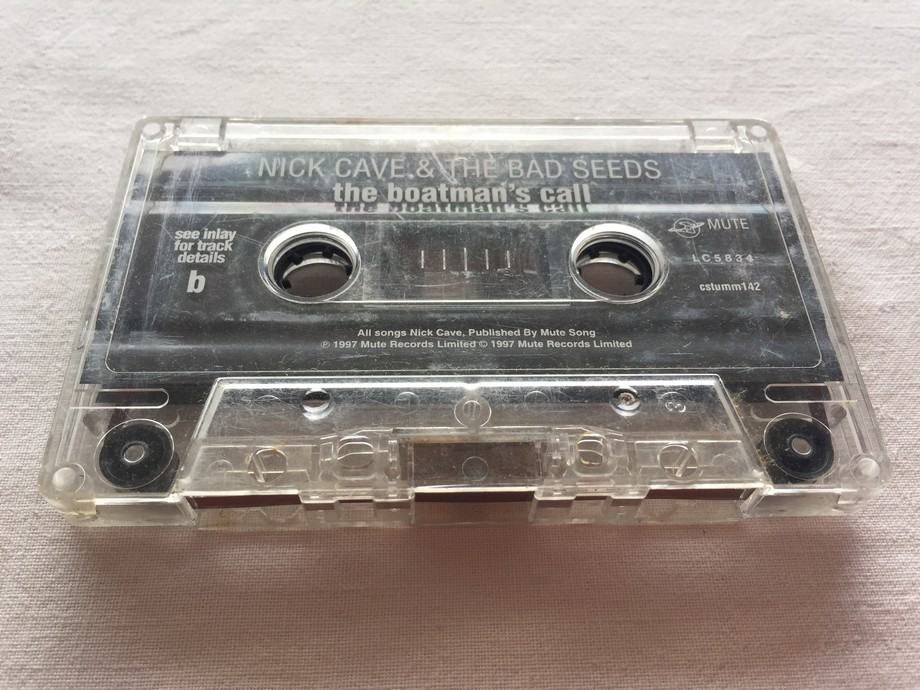 NICK CAVE & THE BAD SEEDS
the boatman's call
see inlay
for track
details
b
MUTE
LC5834
cstumm142
All songs Nick Cave, Published By Mute Song
℗ 1997 Mute Records Limited © 1997 Mute Records Limited